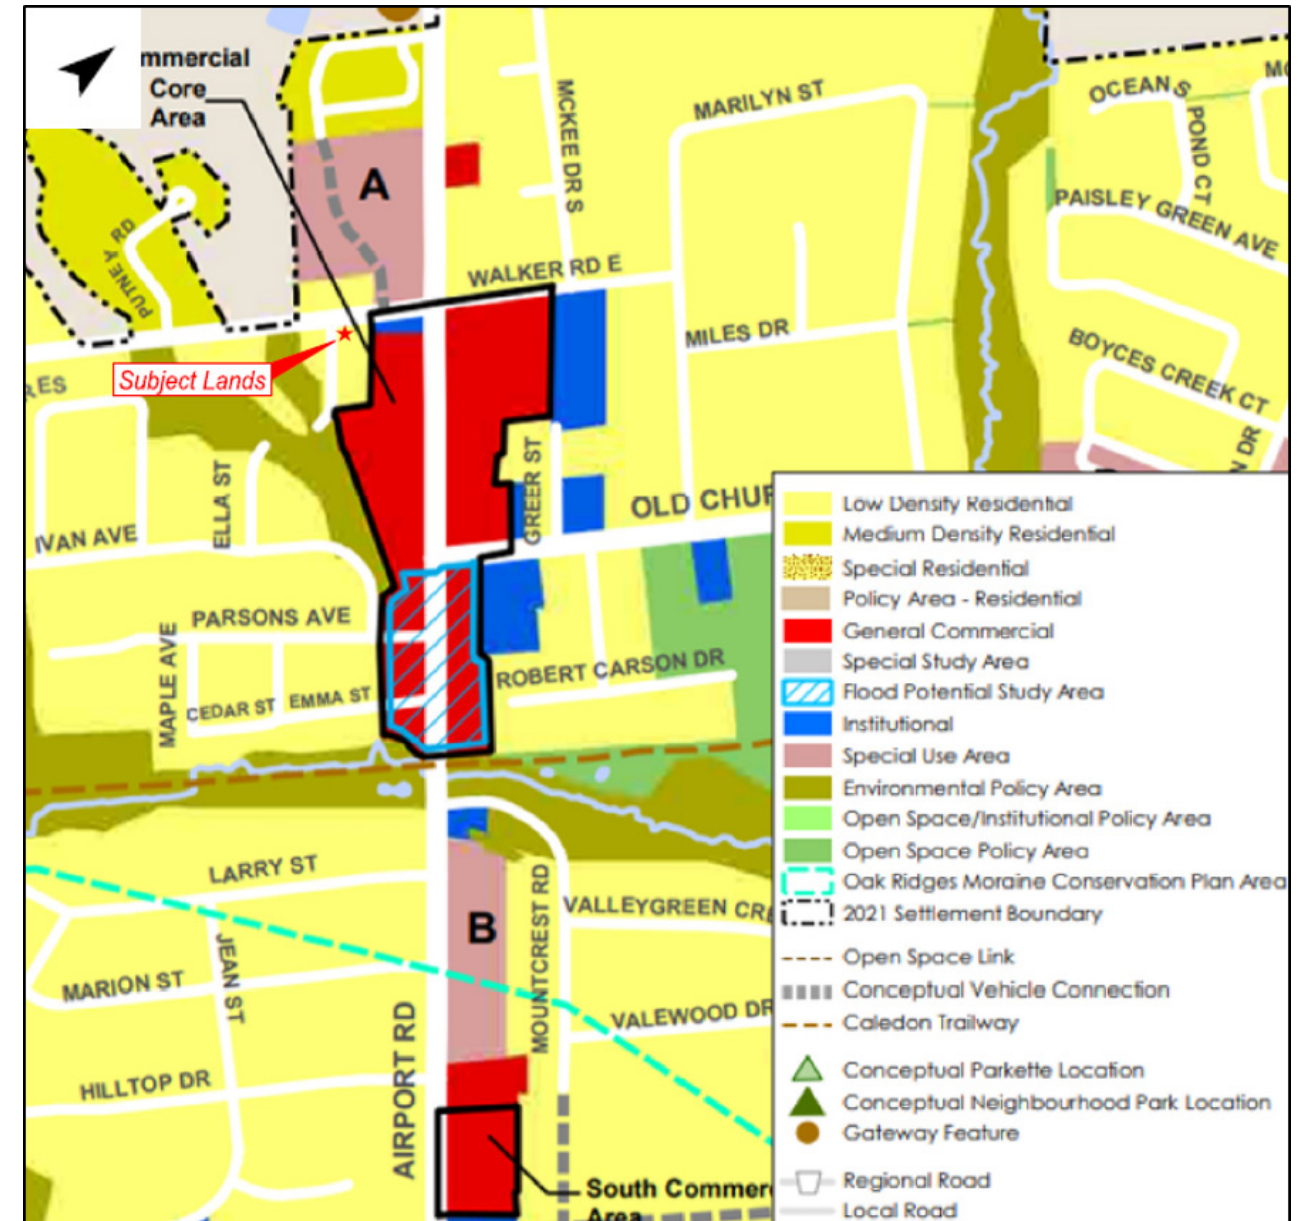 mmercial
Core
Area
A
MCKEE DR S
MARILYN ST
OCEAN S
POND CT
PAISLEY GREEN AVE
PUTNEY RD
WALKER RD E
MILES DR
BOYCES CREEK CT
N DR
Subject Lands
RES
ELLA ST
GREER ST
OLD CHUR
IVAN AVE
PARSONS AVE
MAPLE AVE
CEDAR ST
EMMA ST
ROBERT CARSON DR
LARRY ST
B
MOUNTCREST RD
VALLEYGREEN CRE
JEAN ST
MARION ST
VALEWOOD DR
AIRPORT RD
HILLTOP DR
South Commer
Area
Low Density Residential
Medium Density Residential
Special Residential
Policy Area - Residential
General Commercial
Special Study Area
Flood Potential Study Area
Institutional
Special Use Area
Environmental Policy Area
Open Space/Institutional Policy Area
Open Space Policy Area
Oak Ridges Moraine Conservation Plan Area
2021 Settlement Boundary
Open Space Link
Conceptual Vehicle Connection
Caledon Trailway
Conceptual Parkette Location
Conceptual Neighbourhood Park Location
Gateway Feature
Regional Road
Local Road